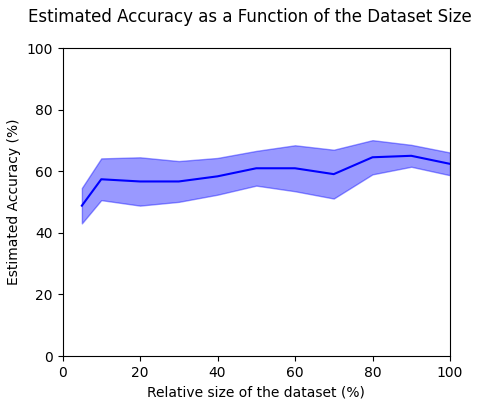 Estimated Accuracy as a Function of the Dataset Size
100
80
60
40
20
0
Estimated Accuracy (%)
0 20 40 60 80 100
Relative size of the dataset (%)